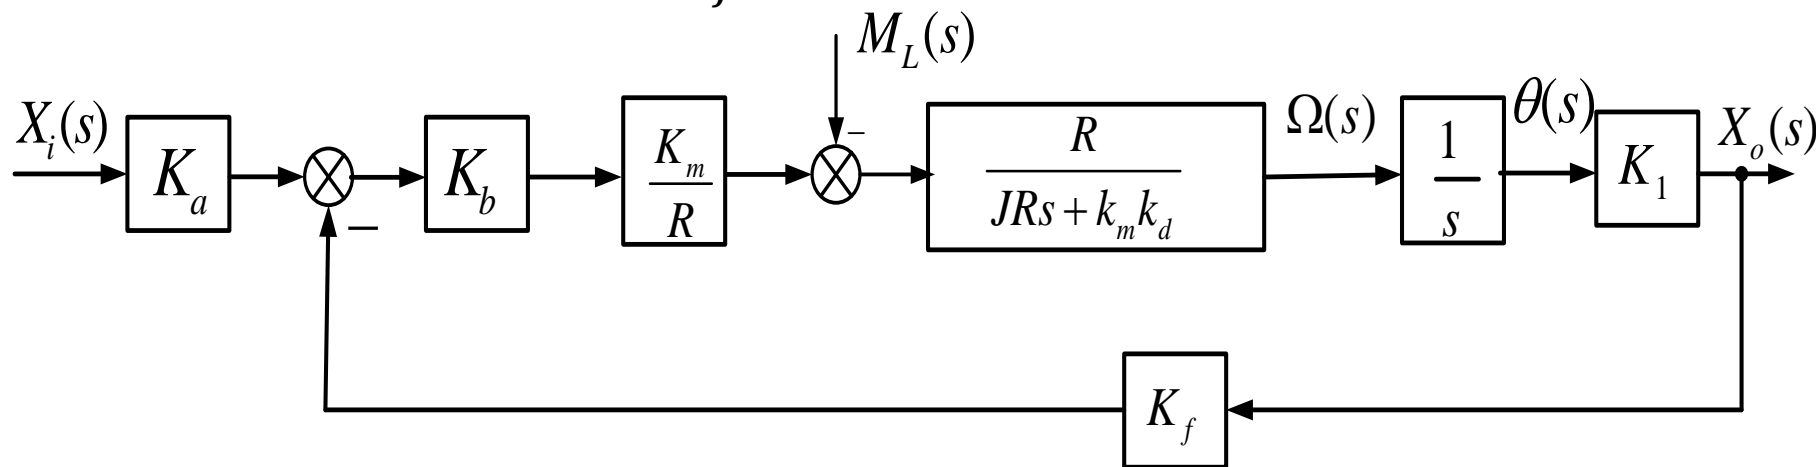 M_L(s)
−
X_i(s)
K_a
−
K_b
K_m
R
R
JRs + k_m k_d
Ω(s)
1
s
θ(s)
K_1
X_o(s)
K_f